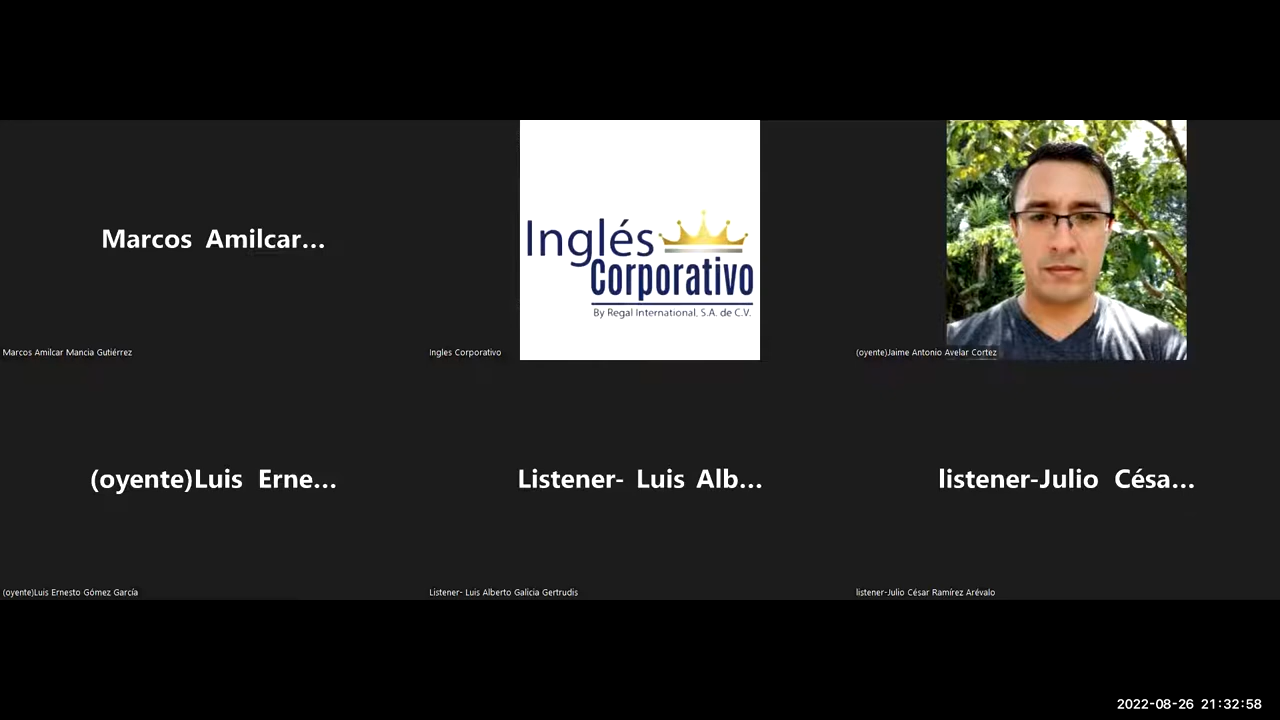 Marcos Amilcar...
Marcos Amilcar Mancia Gutiérrez
Inglés
Corporativo
By Regal International, S.A. de C.V.
Ingles Corporativo
(oyente)Jaime Antonio Avelar Cortez
(oyente)Luis Erne...
(oyente)Luis Ernesto Gómez García
Listener- Luis Alb...
Listener- Luis Alberto Galicia Gertrudis
listener-Julio Césa...
listener-Julio César Ramírez Arévalo
2022-08-26 21:32:58